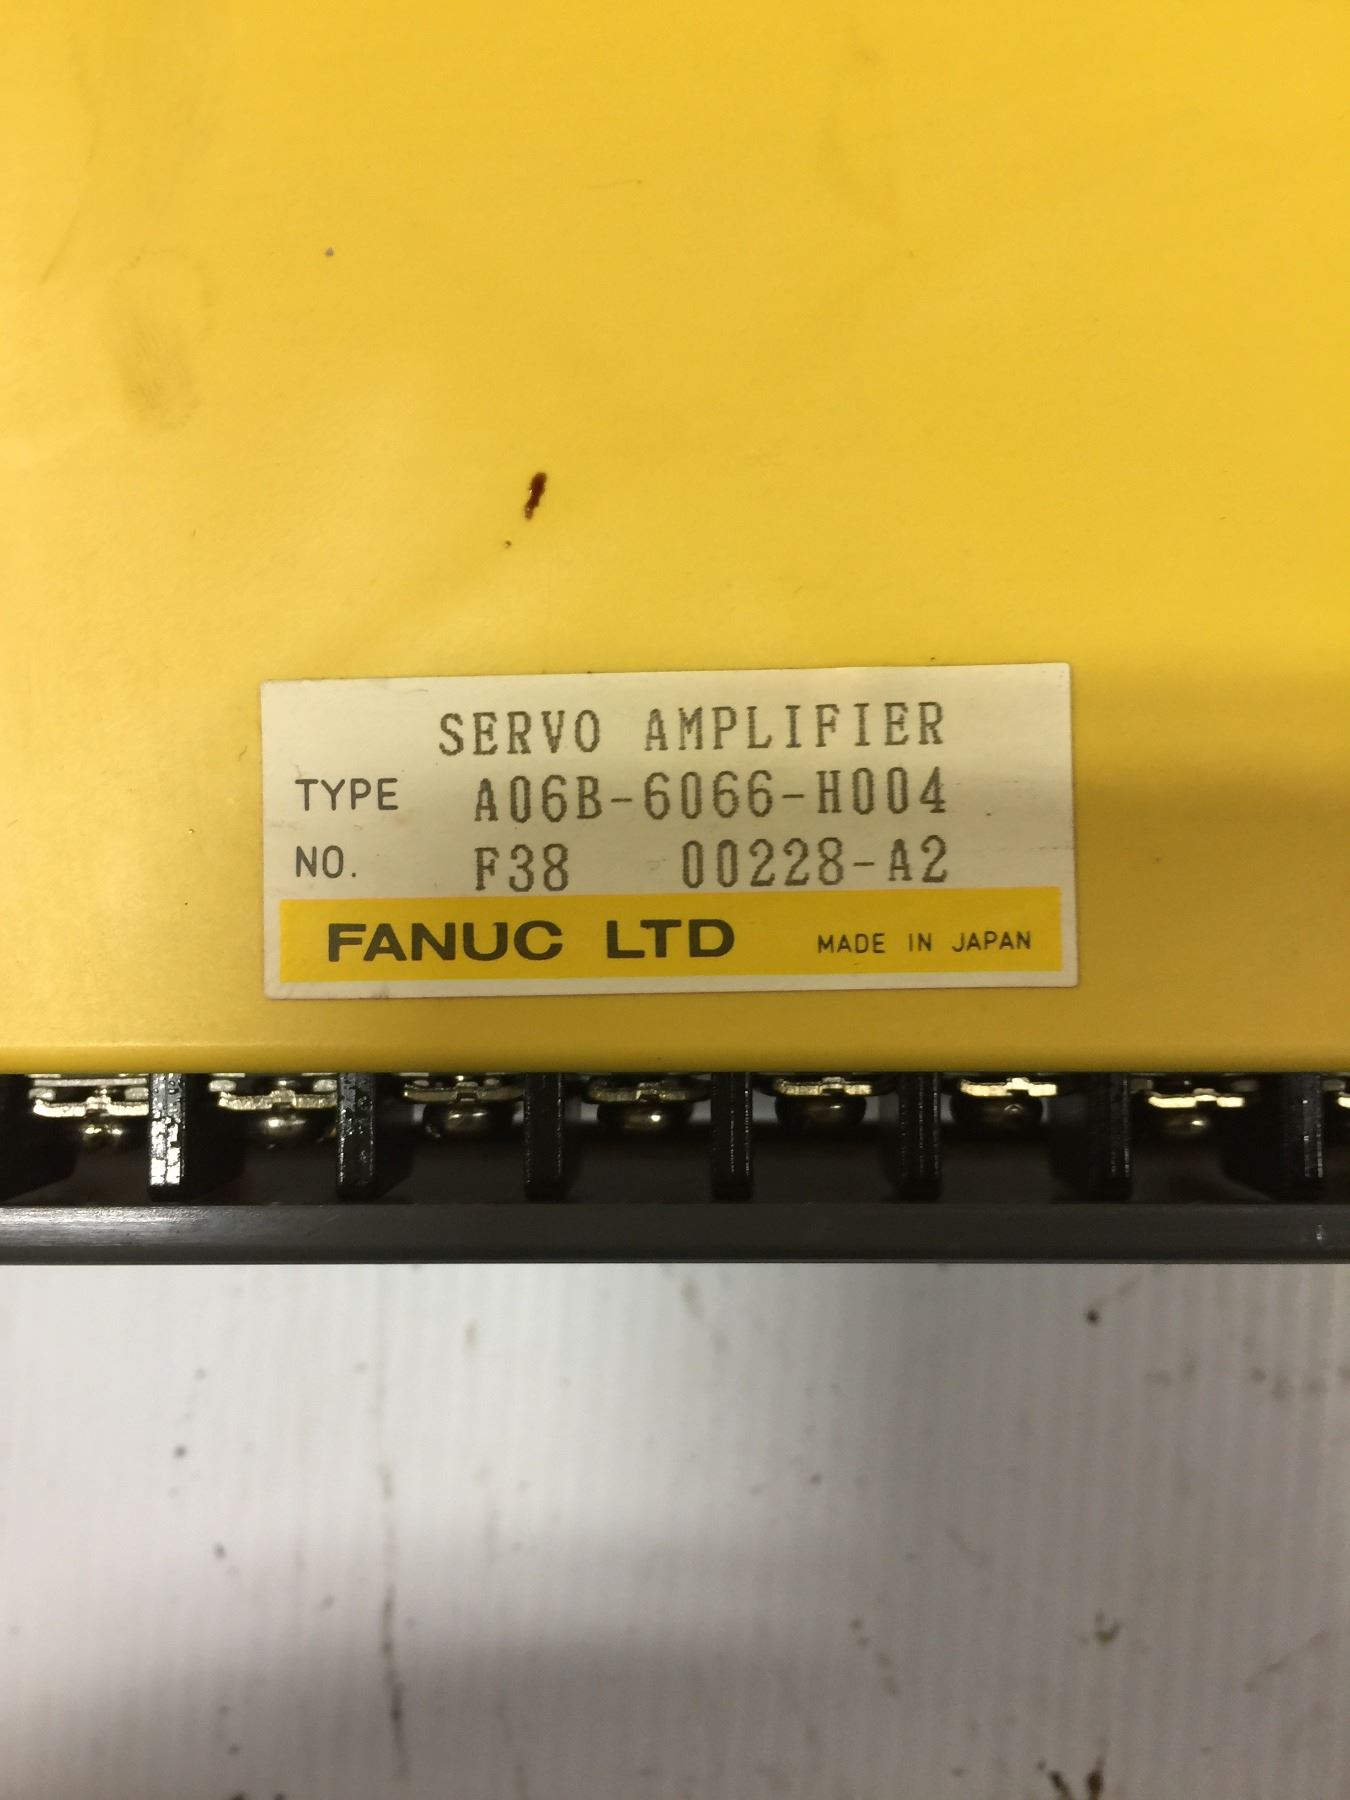 SERVO AMPLIFIER
TYPE A06B-6066-H004
NO. F38 00228-A2
FANUC LTD MADE IN JAPAN